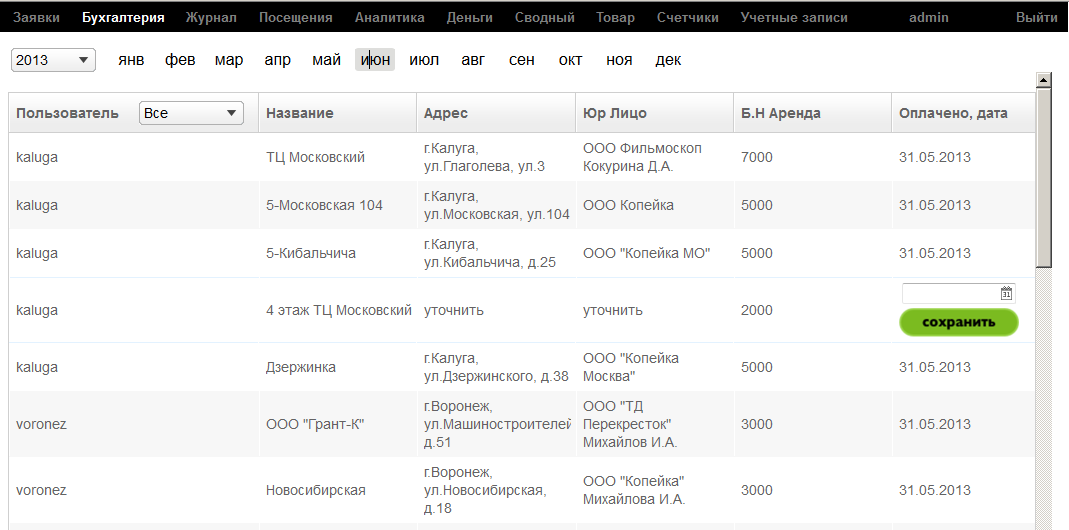 Заявки Бухгалтерия Журнал Посещения Аналитика Деньги Сводный Товар Счетчики Учетные записи admin Выйти
2013 янв фев мар апр май июн июл авг сен окт ноя дек
Пользователь Все Название Адрес Юр Лицо Б.Н Аренда Оплачено, дата
kaluga ТЦ Московский г.Калуга, ул.Глаголева, ул.3 ООО Фильмоскоп Кокурина Д.А. 7000 31.05.2013
kaluga 5-Московская 104 г.Калуга, ул.Московская, ул.104 ООО Копейка 5000 31.05.2013
kaluga 5-Кибальчича г.Калуга, ул.Кибальчича, д.25 ООО "Копейка МО" 5000 31.05.2013
kaluga 4 этаж ТЦ Московский уточнить уточнить 2000 31
сохранить
kaluga Дзержинка г.Калуга, ул.Дзержинского, д.38 ООО "Копейка Москва" 5000 31.05.2013
voronez ООО "Грант-К" г.Воронеж, ул.Машиностроителей д.51 ООО "ТД Перекресток" Михайлов И.А. 3000 31.05.2013
voronez Новосибирская г.Воронеж, ул.Новосибирская, д.18 ООО "Копейка" Михайлова И.А. 3000 31.05.2013